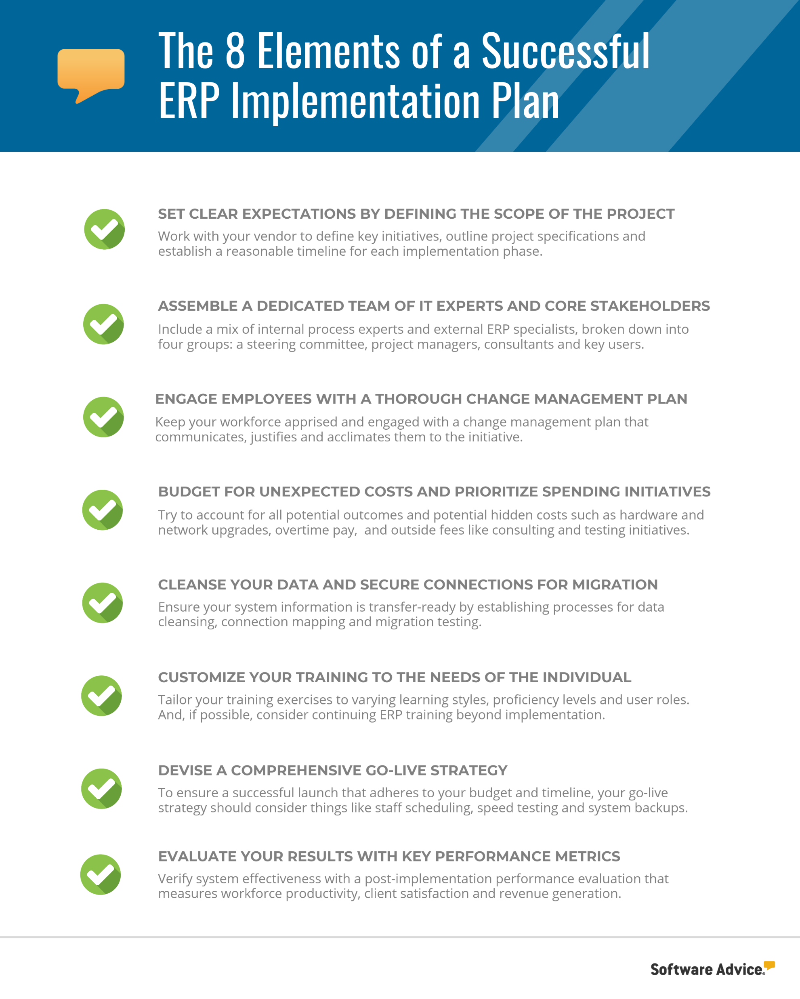 The 8 Elements of a Successful
ERP Implementation Plan
SET CLEAR EXPECTATIONS BY DEFINING THE SCOPE OF THE PROJECT
Work with your vendor to define key initiatives, outline project specifications and
establish a reasonable timeline for each implementation phase.
ASSEMBLE A DEDICATED TEAM OF IT EXPERTS AND CORE STAKEHOLDERS
Include a mix of internal process experts and external ERP specialists, broken down into
four groups: a steering committee, project managers, consultants and key users.
ENGAGE EMPLOYEES WITH A THOROUGH CHANGE MANAGEMENT PLAN
Keep your workforce apprised and engaged with a change management plan that
communicates, justifies and acclimates them to the initiative.
BUDGET FOR UNEXPECTED COSTS AND PRIORITIZE SPENDING INITIATIVES
Try to account for all potential outcomes and potential hidden costs such as hardware and
network upgrades, overtime pay,  and outside fees like consulting and testing initiatives.
CLEANSE YOUR DATA AND SECURE CONNECTIONS FOR MIGRATION
Ensure your system information is transfer-ready by establishing processes for data
cleansing, connection mapping and migration testing.
CUSTOMIZE YOUR TRAINING TO THE NEEDS OF THE INDIVIDUAL
Tailor your training exercises to varying learning styles, proficiency levels and user roles.
And, if possible, consider continuing ERP training beyond implementation.
DEVISE A COMPREHENSIVE GO-LIVE STRATEGY
To ensure a successful launch that adheres to your budget and timeline, your go-live
strategy should consider things like staff scheduling, speed testing and system backups.
EVALUATE YOUR RESULTS WITH KEY PERFORMANCE METRICS
Verify system effectiveness with a post-implementation performance evaluation that
measures workforce productivity, client satisfaction and revenue generation.
Software Advice®